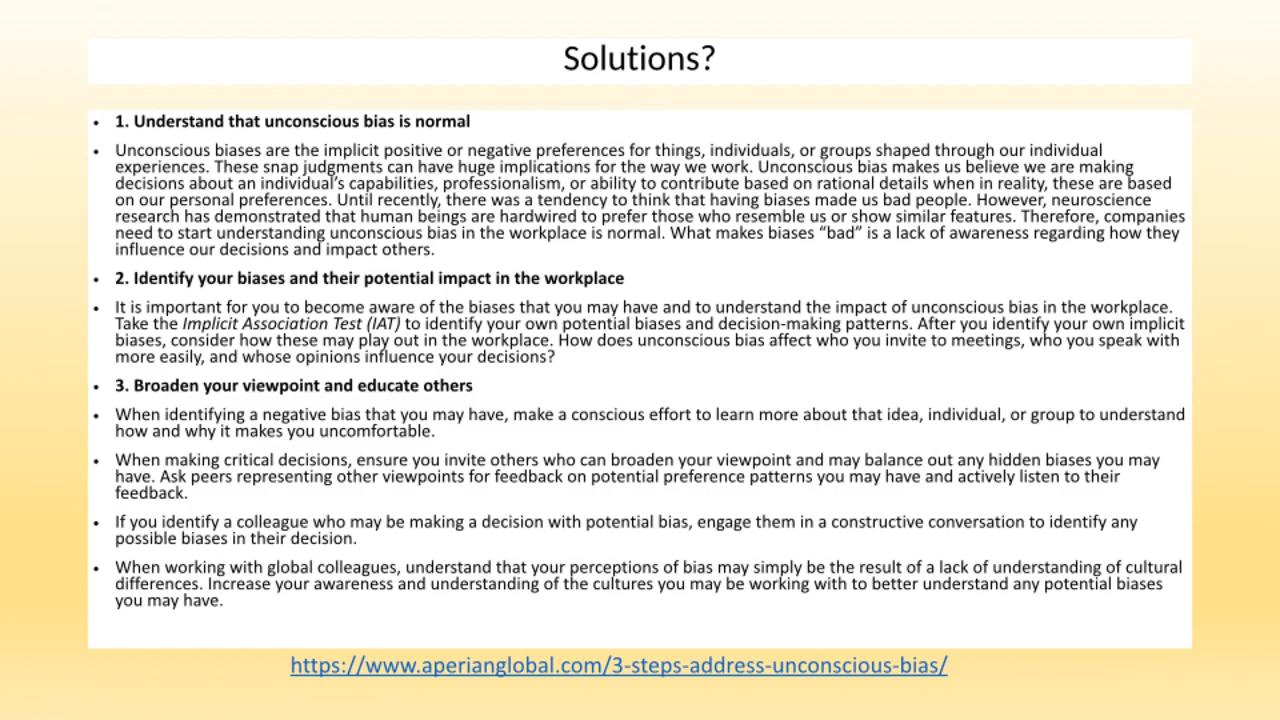 Solutions?
• 1. Understand that unconscious bias is normal
• Unconscious biases are the implicit positive or negative preferences for things, individuals, or groups shaped through our individual
experiences. These snap judgments can have huge implications for the way we work. Unconscious bias makes us believe we are making
decisions about an individual’s capabilities, professionalism, or ability to contribute based on rational details when in reality, these are based
on our personal preferences. Until recently, there was a tendency to think that having biases made us bad people. However, neuroscience
research has demonstrated that human beings are hardwired to prefer those who resemble us or show similar features. Therefore, companies
need to start understanding unconscious bias in the workplace is normal. What makes biases “bad” is a lack of awareness regarding how they
influence our decisions and impact others.
• 2. Identify your biases and their potential impact in the workplace
• It is important for you to become aware of the biases that you may have and to understand the impact of unconscious bias in the workplace.
Take the Implicit Association Test (IAT) to identify your own potential biases and decision-making patterns. After you identify your own implicit
biases, consider how these may play out in the workplace. How does unconscious bias affect who you invite to meetings, who you speak with
more easily, and whose opinions influence your decisions?
• 3. Broaden your viewpoint and educate others
• When identifying a negative bias that you may have, make a conscious effort to learn more about that idea, individual, or group to understand
how and why it makes you uncomfortable.
• When making critical decisions, ensure you invite others who can broaden your viewpoint and may balance out any hidden biases you may
have. Ask peers representing other viewpoints for feedback on potential preference patterns you may have and actively listen to their
feedback.
• If you identify a colleague who may be making a decision with potential bias, engage them in a constructive conversation to identify any
possible biases in their decision.
• When working with global colleagues, understand that your perceptions of bias may simply be the result of a lack of understanding of cultural
differences. Increase your awareness and understanding of the cultures you may be working with to better understand any potential biases
you may have.
https://www.aperianglobal.com/3-steps-address-unconscious-bias/